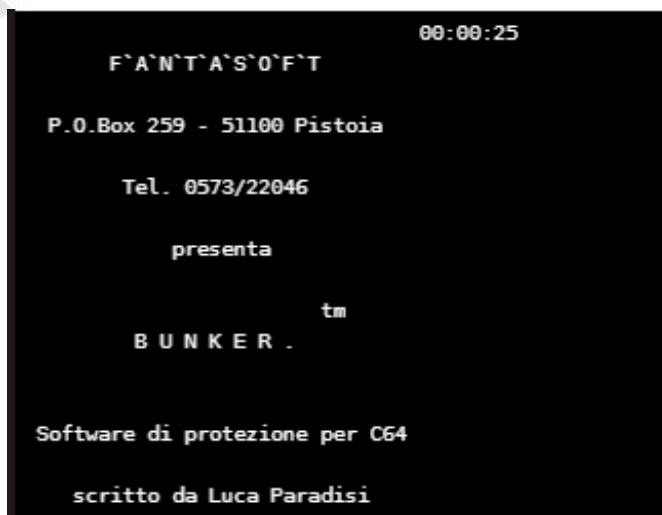 00:00:25
F`A`N`T`A`S`O`F`T
P.O.Box 259 - 51100 Pistoia
Tel. 0573/22046
presenta
tm
B U N K E R .
Software di protezione per C64
scritto da Luca Paradisi